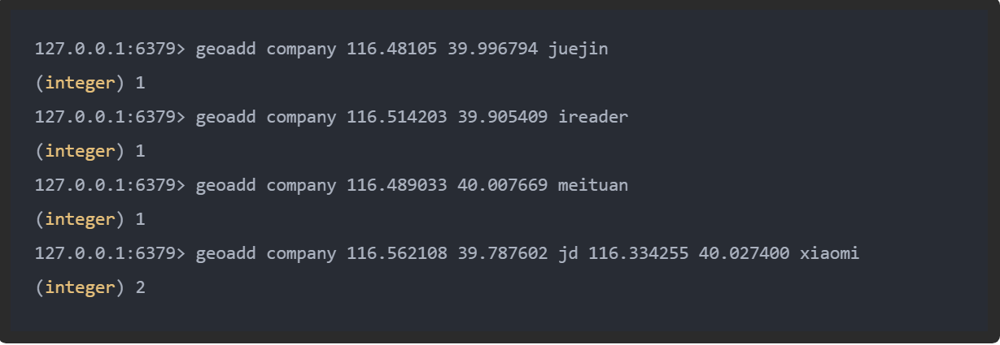 127.0.0.1:6379> geoadd company 116.48105 39.996794 juejin
(integer) 1
127.0.0.1:6379> geoadd company 116.514203 39.905409 ireader
(integer) 1
127.0.0.1:6379> geoadd company 116.489033 40.007669 meituan
(integer) 1
127.0.0.1:6379> geoadd company 116.562108 39.787602 jd 116.334255 40.027400 xiaomi
(integer) 2